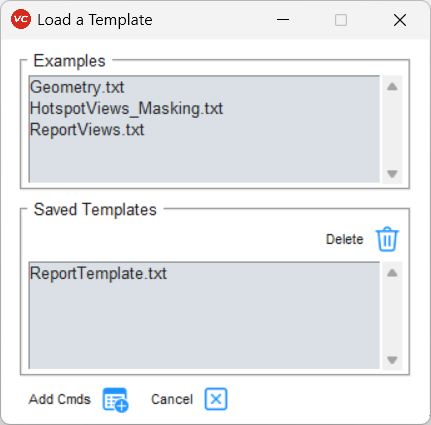 VC Load a Template
Examples
Geometry.txt
HotspotViews_Masking.txt
ReportViews.txt
Saved Templates
Delete
ReportTemplate.txt
Add Cmds Cancel